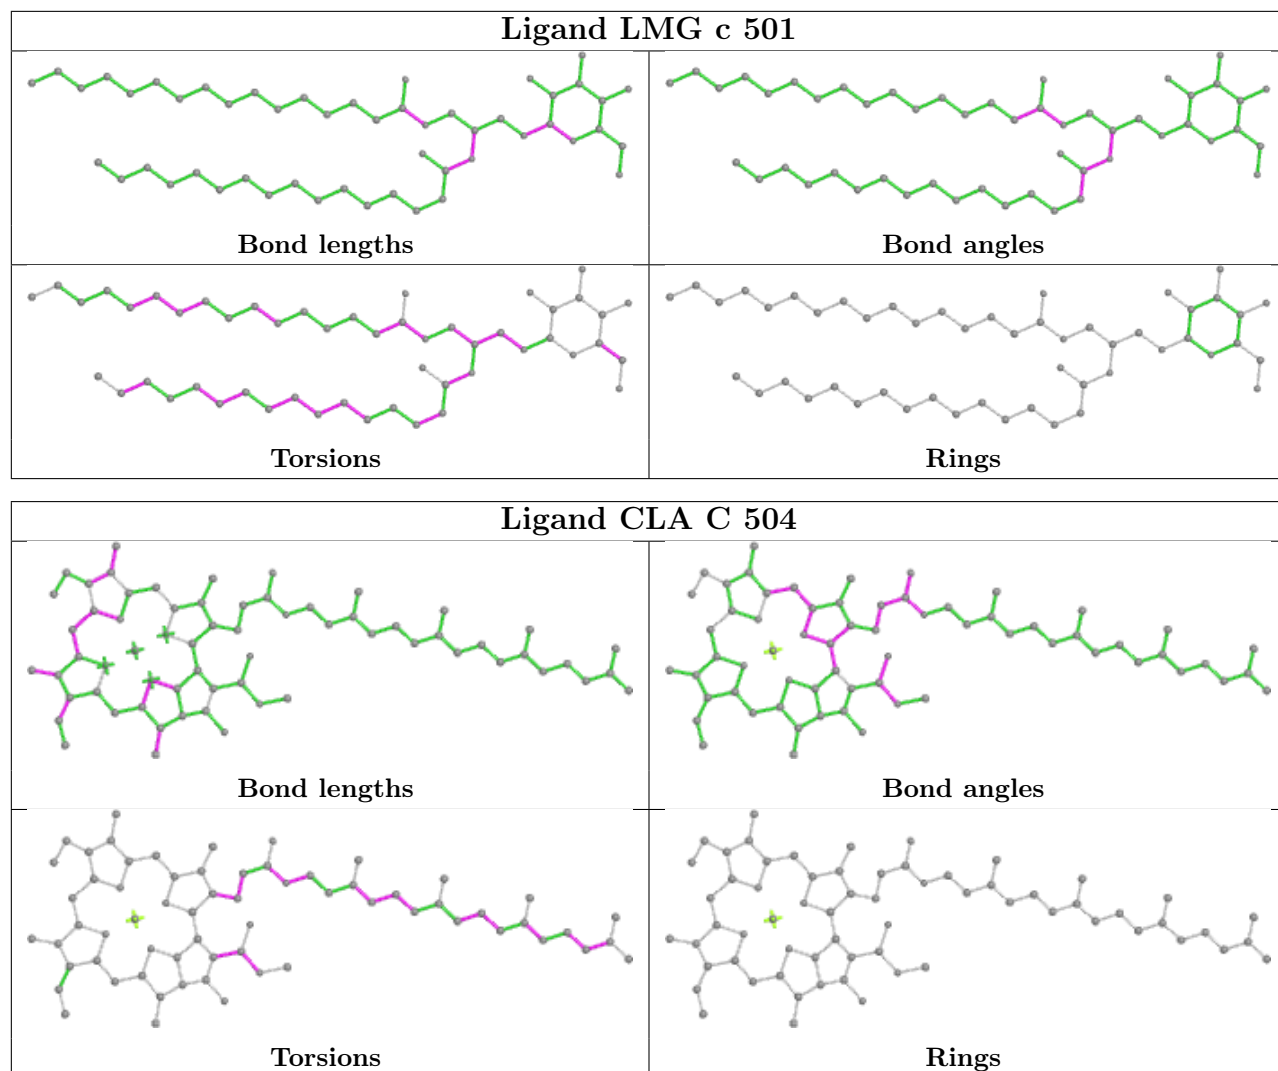 Ligand LMG c 501
Bond lengths
Bond angles
Torsions
Rings
Ligand CLA C 504
Bond lengths
Bond angles
Torsions
Rings